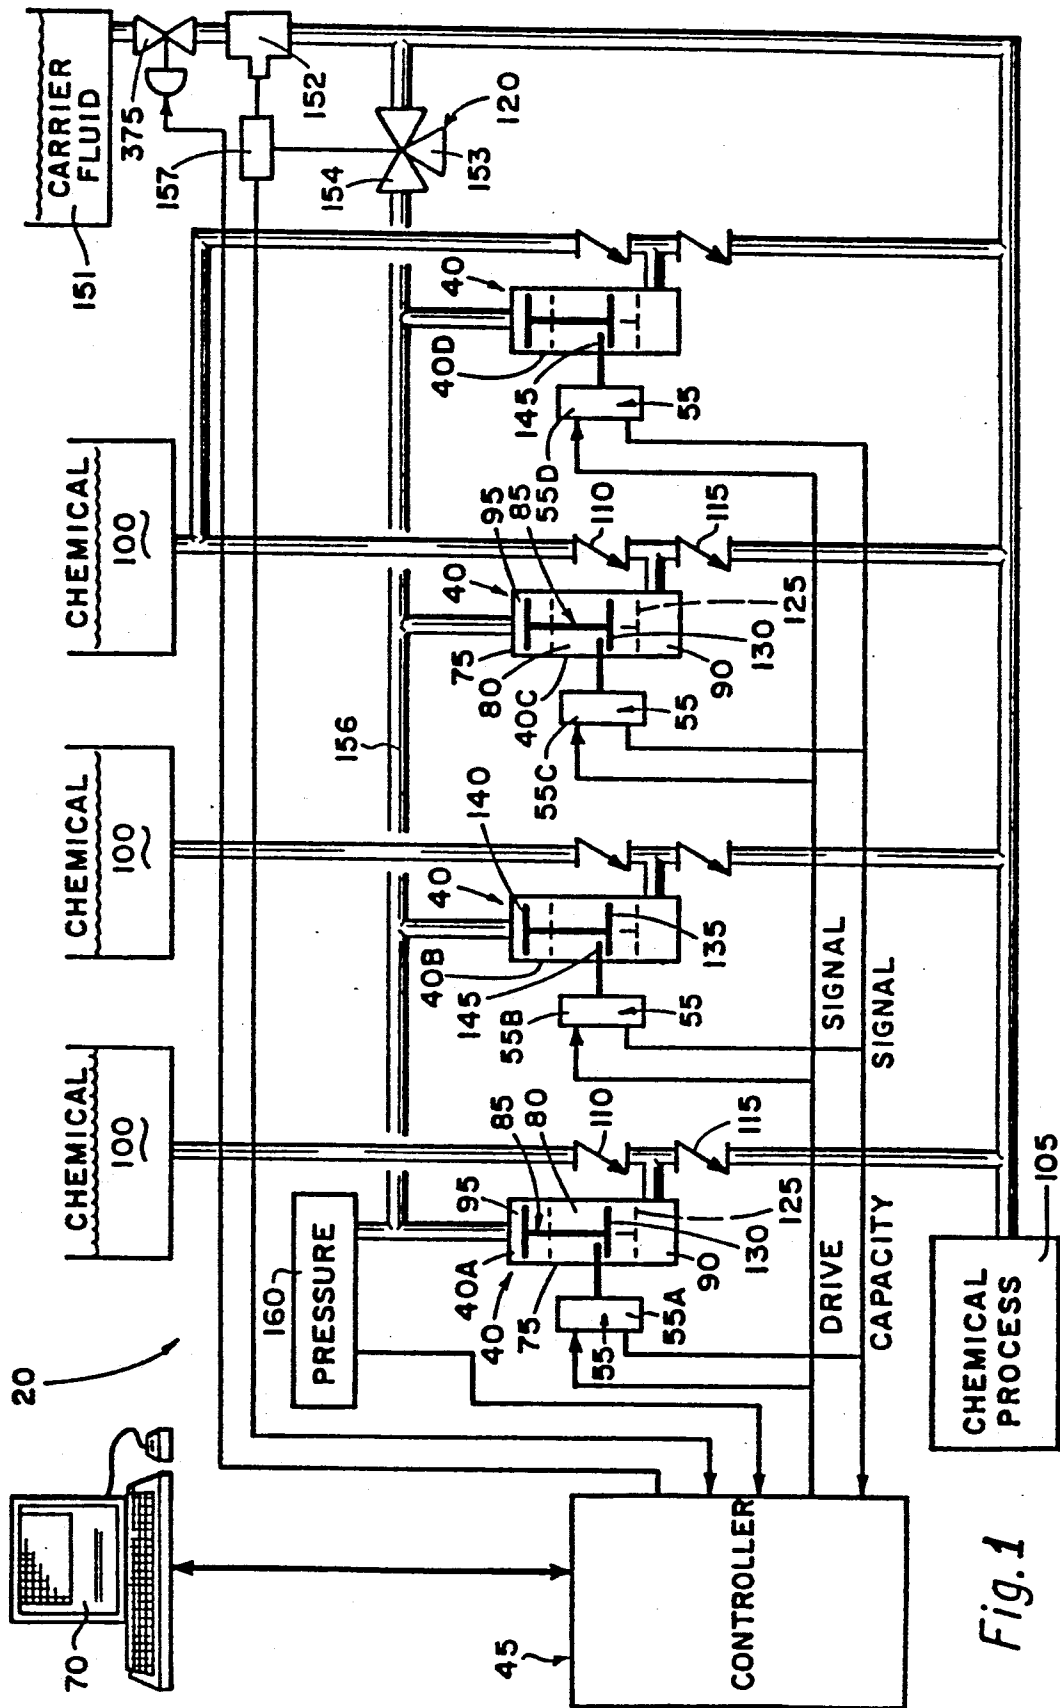 20
70
45
CONTROLLER
160
PRESSURE
CHEMICAL
100
CHEMICAL
100
CHEMICAL
100
CARRIER
FLUID
151
375
157
152
154
153
120
156
40A
40
75
95
85
80
110
115
125
130
90
55
55A
40
140
40B
145
135
55B
55
40
75
95
85
80
40C
110
115
125
130
90
55C
55
40
40D
145
55D
55
DRIVE SIGNAL
CAPACITY SIGNAL
CHEMICAL
PROCESS
105
Fig. 1